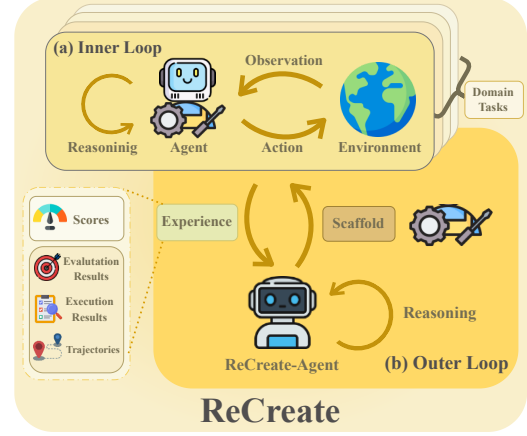 (a) Inner Loop
Observation
Reasoninig
Agent
Action
Environment
Domain
Tasks
Scores
Evalutation
Results
Execution
Results
Trajectories
Experience
Scaffold
Reasoning
ReCreate-Agent
(b) Outer Loop
ReCreate